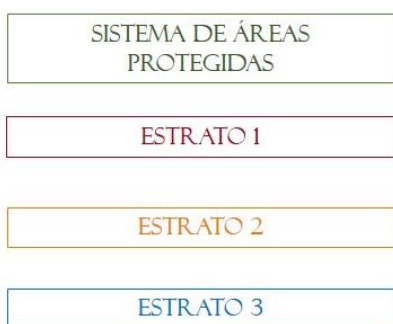 SISTEMA DE ÁREAS
PROTEGIDAS
ESTRATO 1
ESTRATO 2
ESTRATO 3